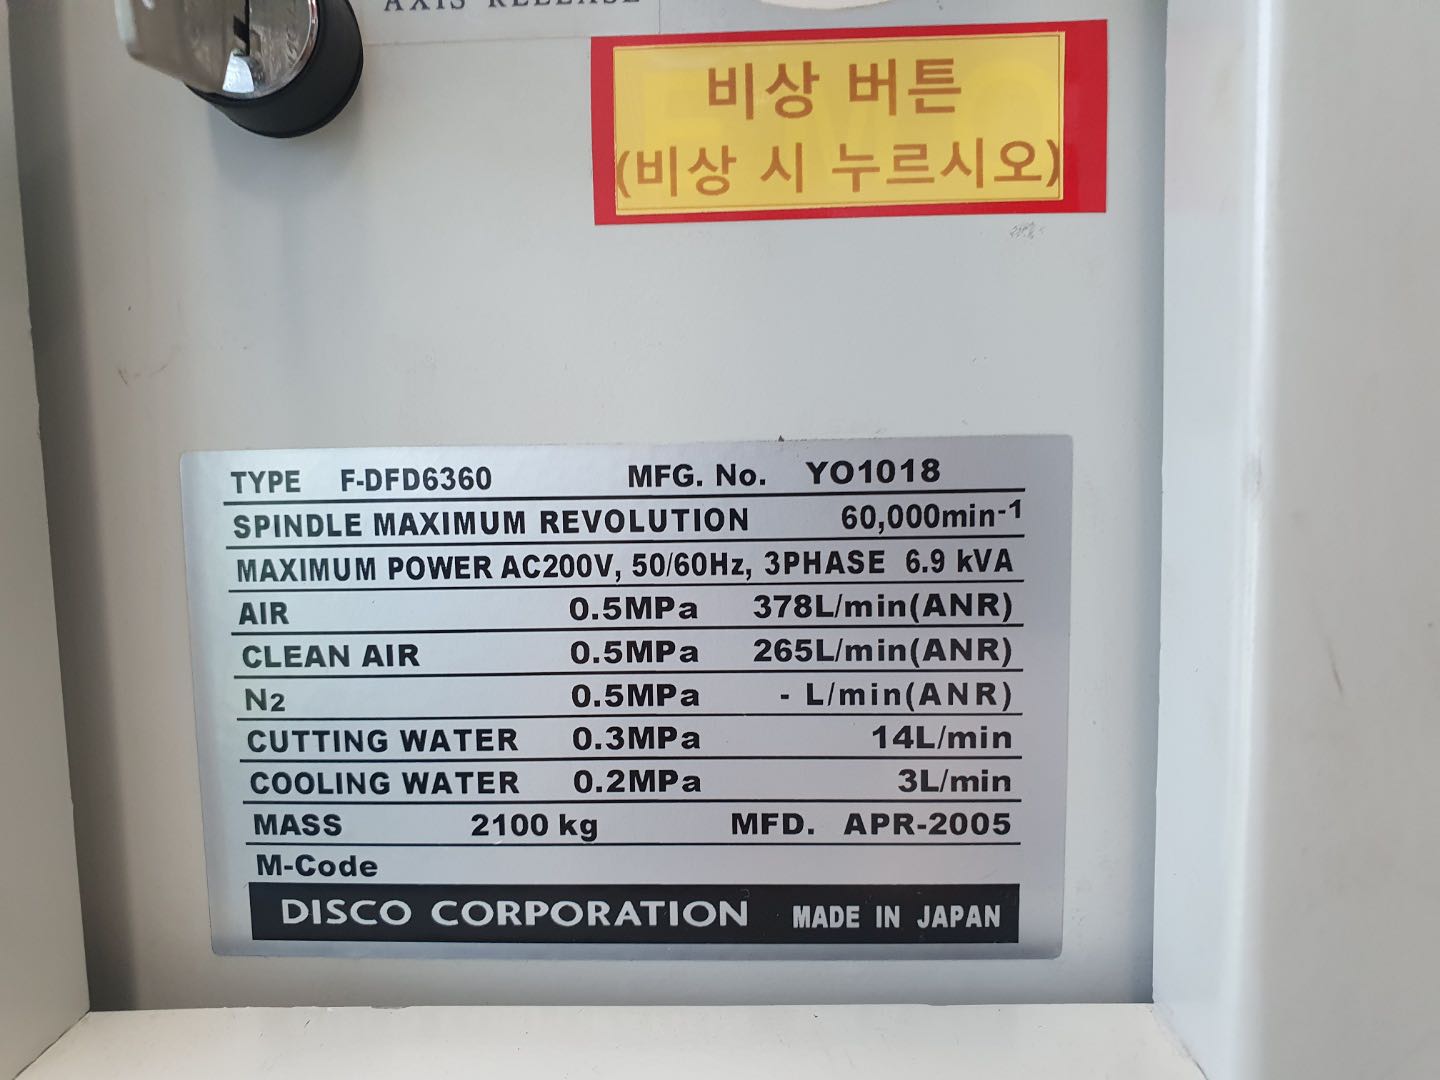 AXIS RELEASE
비상 버튼
(비상 시 누르시오)
TYPE F-DFD6360 MFG. No. YO1018
SPINDLE MAXIMUM REVOLUTION 60,000min-1
MAXIMUM POWER AC200V, 50/60Hz, 3PHASE 6.9 kVA
AIR 0.5MPa 378L/min(ANR)
CLEAN AIR 0.5MPa 265L/min(ANR)
N2 0.5MPa - L/min(ANR)
CUTTING WATER 0.3MPa 14L/min
COOLING WATER 0.2MPa 3L/min
MASS 2100 kg MFD. APR-2005
M-Code
DISCO CORPORATION MADE IN JAPAN